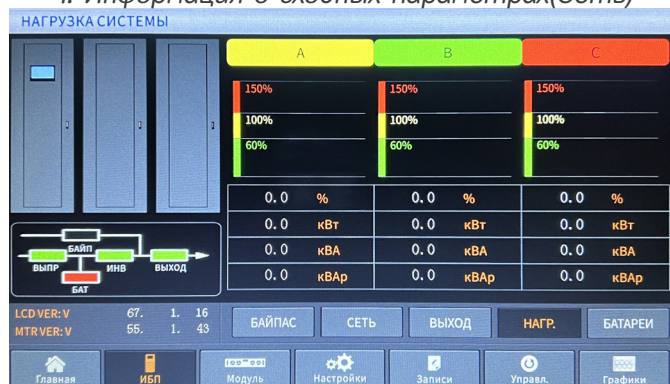 4. Информация о входных параметрах(Сеть)
НАГРУЗКА СИСТЕМЫ
A B C
150% 150% 150%
100% 100% 100%
60% 60% 60%
0.0 % 0.0 % 0.0 %
0.0 кВт 0.0 кВт 0.0 кВт
0.0 кВА 0.0 кВА 0.0 кВА
0.0 кВАр 0.0 кВАр 0.0 кВАр
БАЙП
ВЫПР ИНВ ВЫХОД
БАТ
LCD VER: V 67. 1. 16
MTR VER: V 55. 1. 43
БАЙПАС СЕТЬ ВЫХОД НАГР. БАТАРЕИ
Главная ИБП Модуль Настройки Записи Управл. Графики